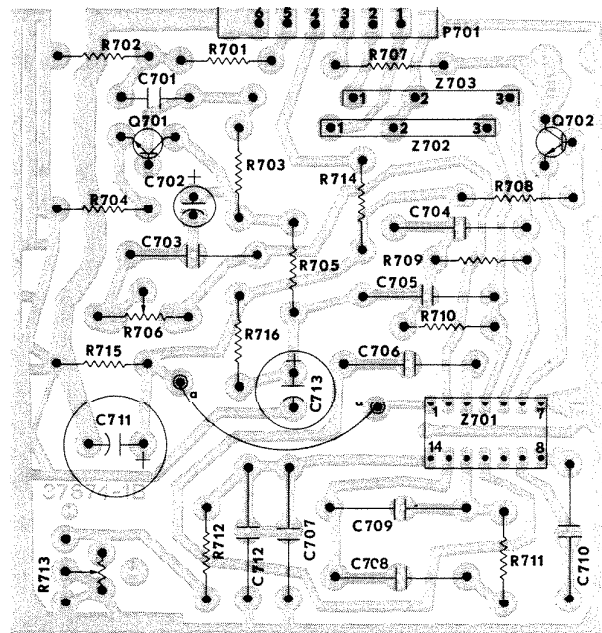 6 5 4 3 2 1
P701
R702
R701
R707
C701
Z703
1 2 3
Q701
Q702
1 2 3
Z702
R703
C702
+
R714
R704
R708
C704
C703
R705
R709
C705
R706
R716
R710
R715
C706
+
C713
a
C711
+
1 7
Z701
14 8
R712
C712
C707
C709
C708
R711
C710
R713